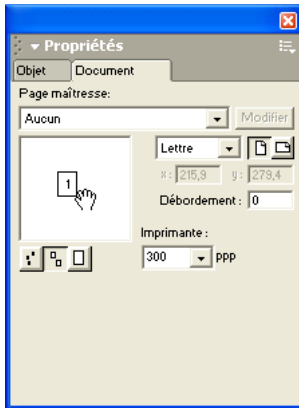 Propriétés
Objet Document
Page maîtresse:
Aucun Modifier
Lettre
x: 215,9 y: 279,4
1
Débordement : 0
Imprimante :
300 ppp